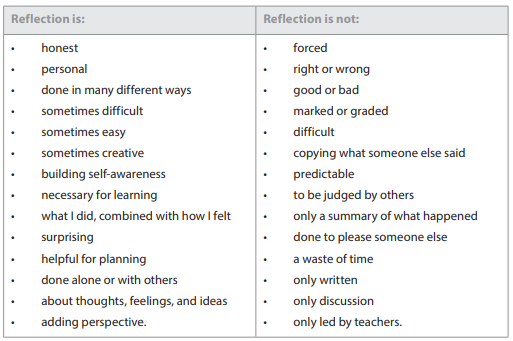 Reflection is:
• honest
• personal
• done in many different ways
• sometimes difficult
• sometimes easy
• sometimes creative
• building self-awareness
• necessary for learning
• what I did, combined with how I felt
• surprising
• helpful for planning
• done alone or with others
• about thoughts, feelings, and ideas
• adding perspective.
Reflection is not:
• forced
• right or wrong
• good or bad
• marked or graded
• difficult
• copying what someone else said
• predictable
• to be judged by others
• only a summary of what happened
• done to please someone else
• a waste of time
• only written
• only discussion
• only led by teachers.